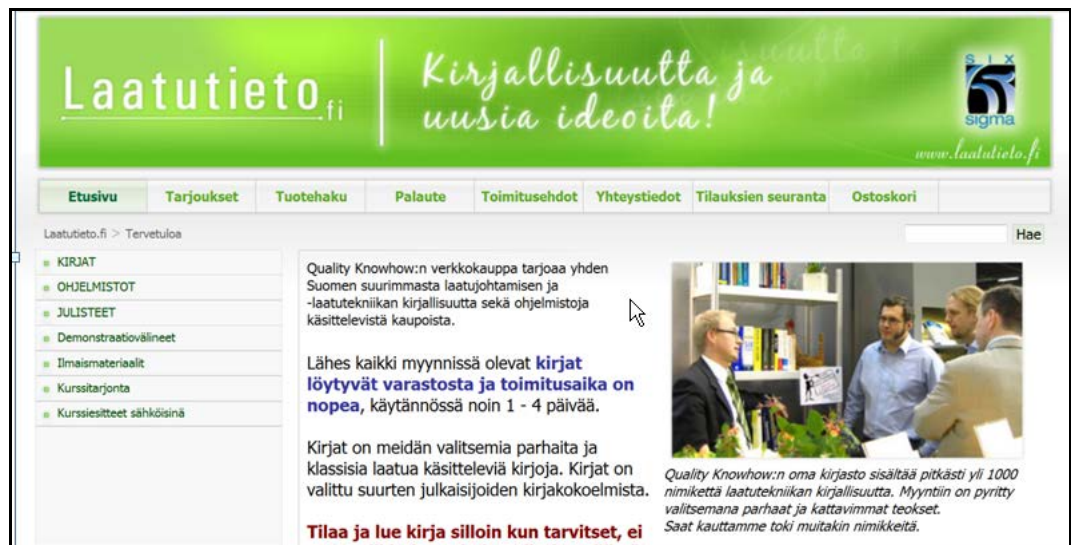 Laatutieto.fi
Kirjallisuutta ja
uusia ideoita!
SIX
sigma
www.laatutieto.fi
Etusivu Tarjoukset Tuotehaku Palaute Toimitusehdot Yhteystiedot Tilauksien seuranta Ostoskori
Laatutieto.fi > Tervetuloa
Hae
KIRJAT
OHJELMISTOT
JULISTEET
Demonstraatiovälineet
Ilmaismateriaalit
Kurssitarjonta
Kurssiesitteet sähköisinä
Quality Knowhow:n verkkokauppa tarjoaa yhden
Suomen suurimmasta laatujohtamisen ja
-laatutekniikan kirjallisuutta sekä ohjelmistoja
käsittelevistä kaupoista.
Lähes kaikki myynnissä olevat kirjat
löytyvät varastosta ja toimitusaika on
nopea, käytännössä noin 1 - 4 päivää.
Kirjat on meidän valitsemia parhaita ja
klassisia laatua käsitteleviä kirjoja. Kirjat on
valittu suurten julkaisijoiden kirjakokoelmista.
Tilaa ja lue kirja silloin kun tarvitset, ei
Quality Knowhow:n oma kirjasto sisältää pitkästi yli 1000
nimikettä laatutekniikan kirjallisuutta. Myyntiin on pyritty
valitsemana parhaat ja kattavimmat teokset.
Saat kauttamme toki muitakin nimikkeitä.